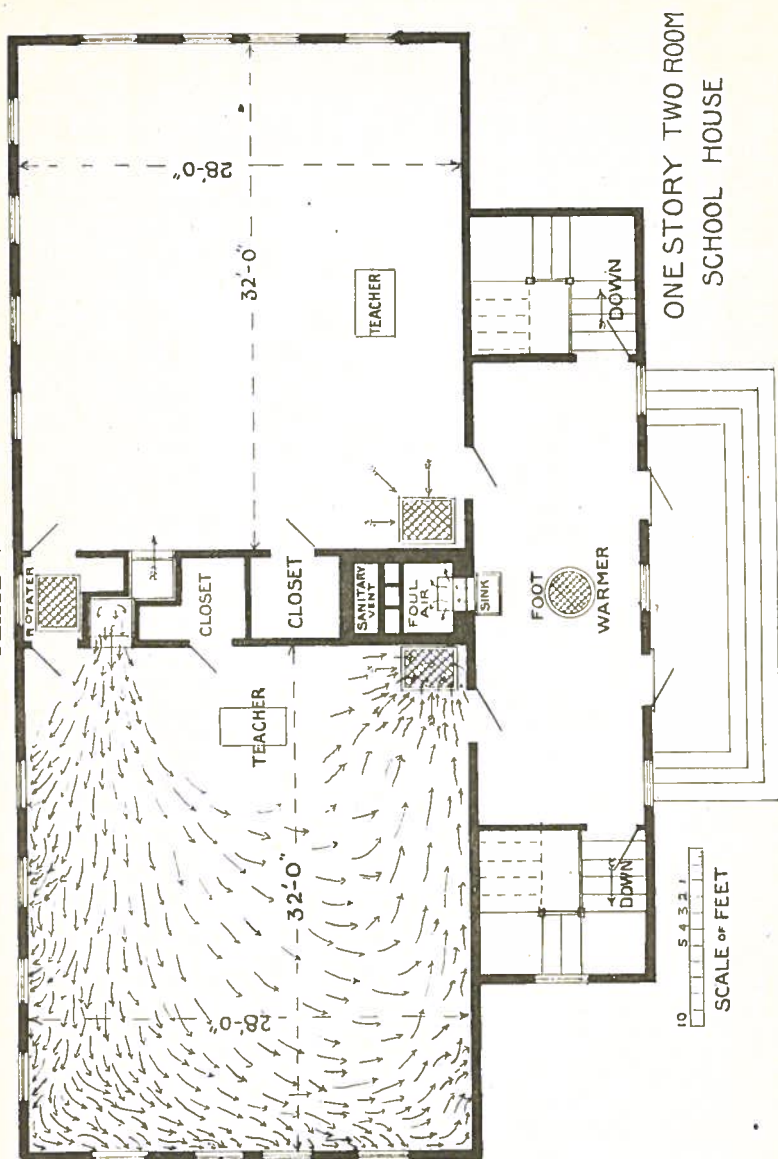 ROTATER
CLOSET
CLOSET
SANITARY
VENT
FOUL
AIR
SINK
TEACHER
TEACHER
28'-0"
32'-0"
28'-0"
32'-0"
FOOT
WARMER
DOWN
DOWN
10 5 4 3 2 1
SCALE OF FEET
ONE STORY TWO ROOM
SCHOOL HOUSE